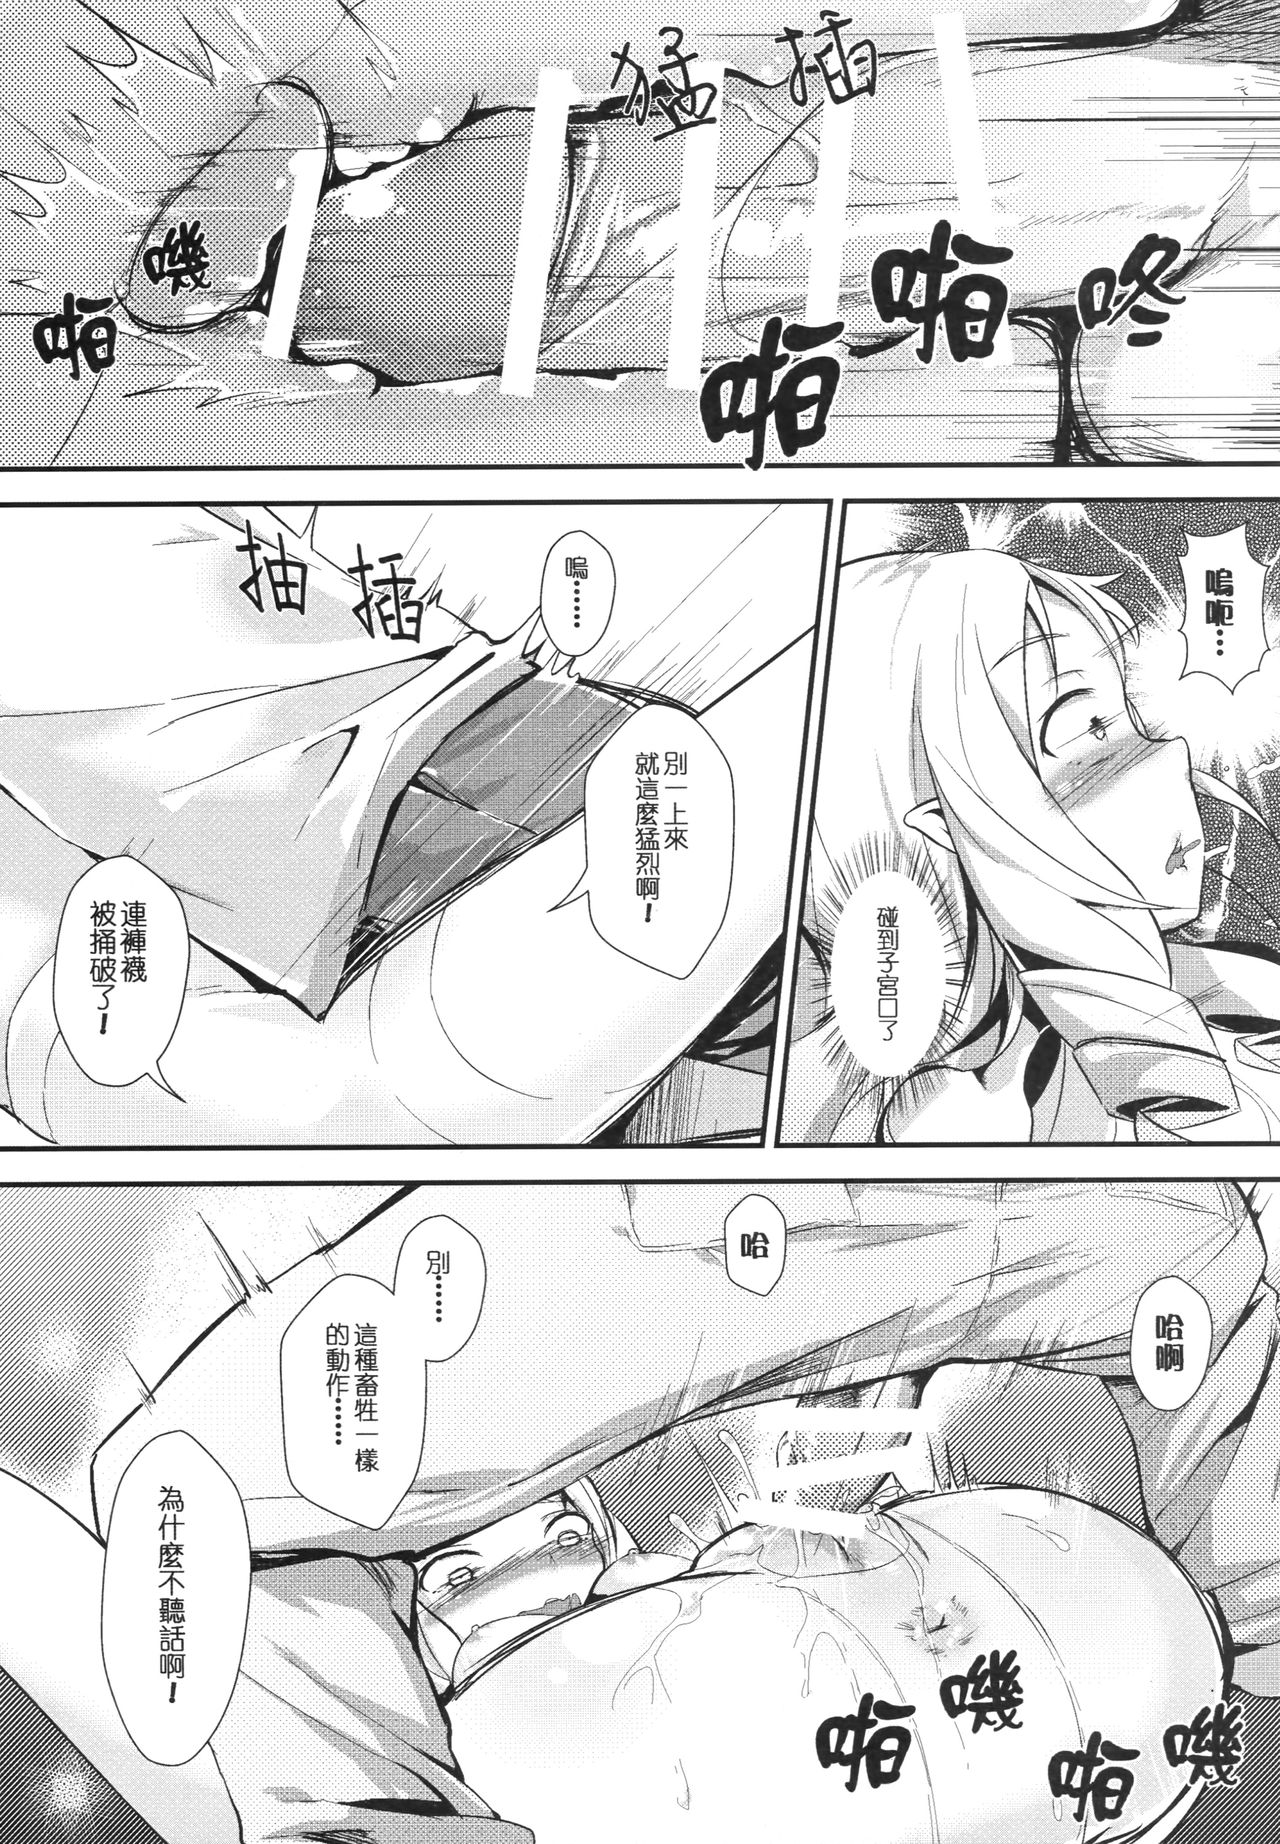 猛插
啪
咚
啪
嘰
啪
嗚呃…
碰到子宮口了
嗚……
別一上來
就這麼猛烈啊！
抽插
連褲襪
被捅破了！
哈啊
哈
別……
這種畜牲一樣
的動作……
為什麼不聽話啊！
嘰
啪
嘰
啪